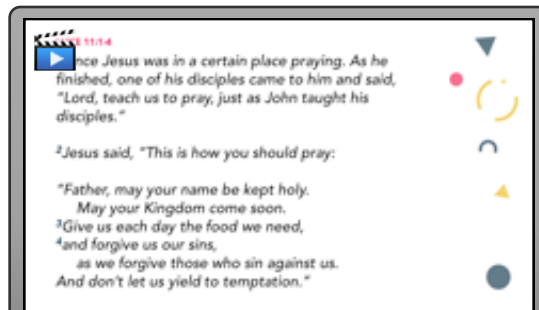 11:1-4
nce Jesus was in a certain place praying. As he
finished, one of his disciples came to him and said,
"Lord, teach us to pray, just as John taught his
disciples."
²Jesus said, "This is how you should pray:
"Father, may your name be kept holy.
May your Kingdom come soon.
³Give us each day the food we need,
⁴and forgive us our sins,
as we forgive those who sin against us.
And don't let us yield to temptation."